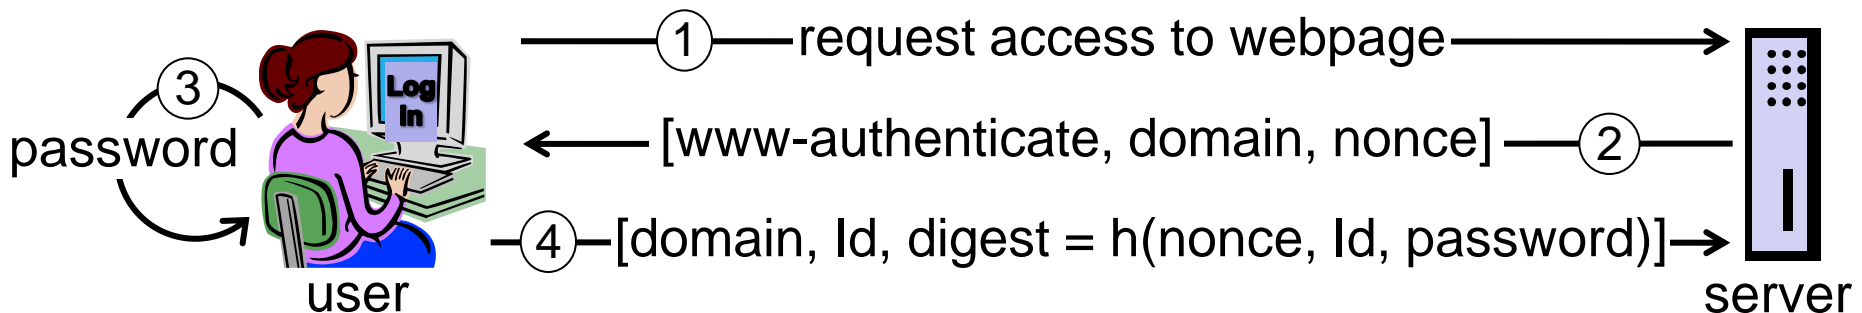 1 request access to webpage
3
password
Log
In
[www-authenticate, domain, nonce] 2
4 [domain, Id, digest = h(nonce, Id, password)]
user
server